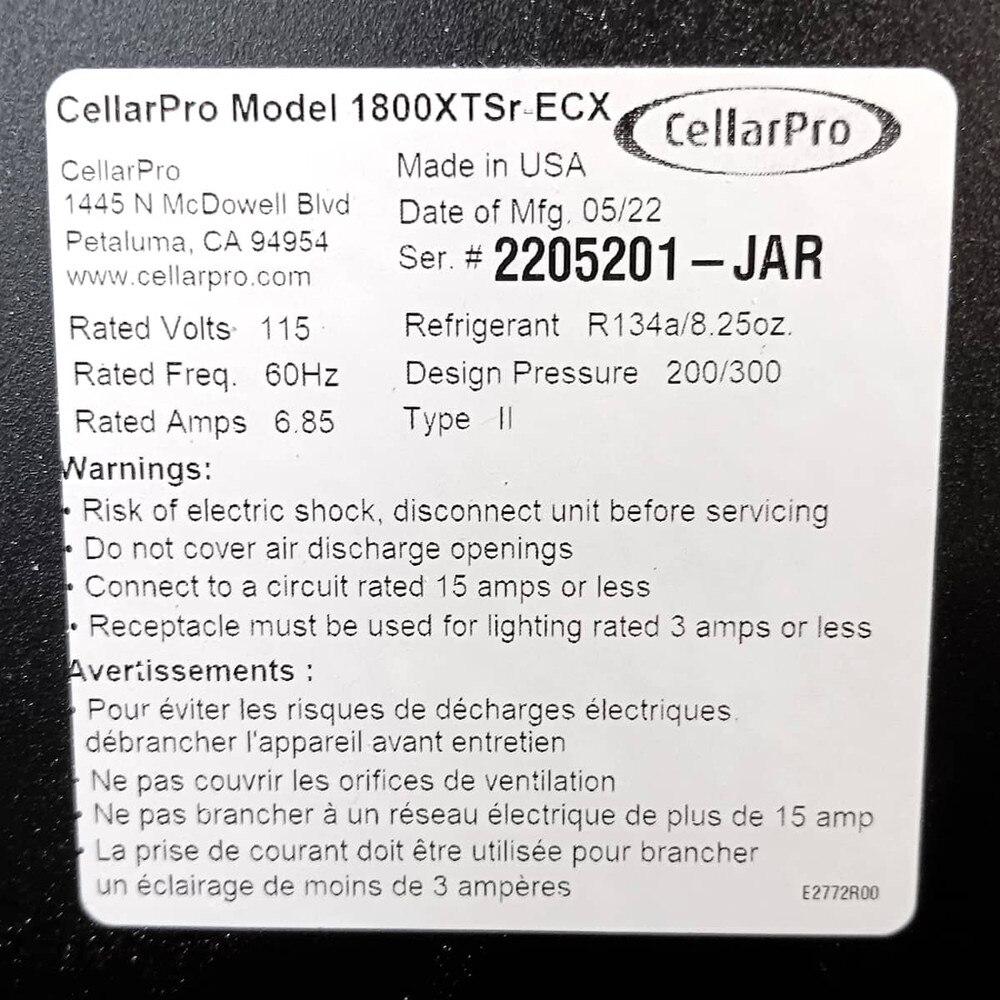 CellarPro Model 1800XTSr-ECX
CellarPro
CellarPro
1445 N McDowell Blvd
Petaluma, CA 94954
www.cellarpro.com
Made in USA
Date of Mfg. 05/22
Ser. # 2205201-JAR
Rated Volts 115
Rated Freq. 60Hz
Rated Amps 6.85
Refrigerant R134a/8.25oz.
Design Pressure 200/300
Type II
Warnings:
• Risk of electric shock, disconnect unit before servicing
• Do not cover air discharge openings
• Connect to a circuit rated 15 amps or less
• Receptacle must be used for lighting rated 3 amps or less
Avertissements :
• Pour éviter les risques de décharges électriques.
débrancher l'appareil avant entretien
• Ne pas couvrir les orifices de ventilation
• Ne pas brancher à un réseau électrique de plus de 15 amp
• La prise de courant doit être utilisée pour brancher
un éclairage de moins de 3 ampères
E2772R00